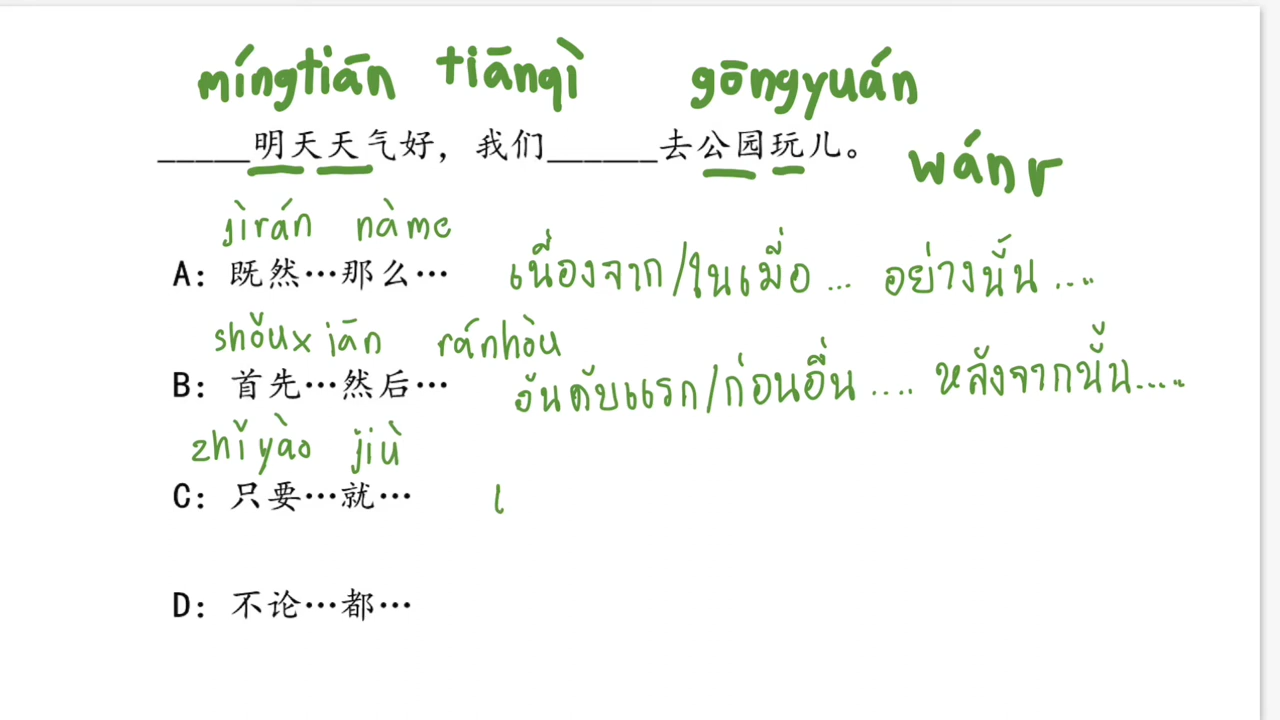 míngtiān tiānqì gōngyuán
_____明天天气好，我们______去公园玩儿。 wánr
jìrán nàme
A：既然…那么… เนื่องจาก/ในเมื่อ ... อย่างนั้น ....
shǒuxiān ránhòu
B：首先…然后… อันดับแรก/ก่อนอื่น .... หลังจากนั้น.....
zhǐyào jiù
C：只要…就… เ
D：不论…都…